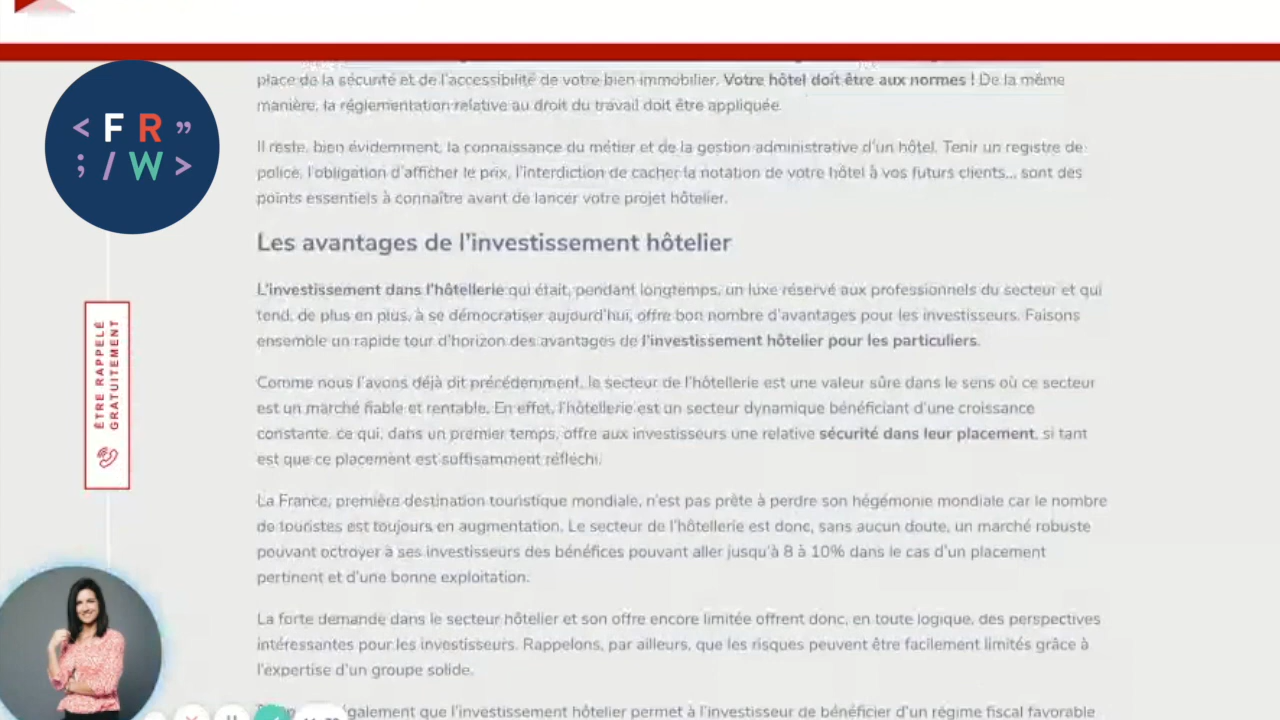 place de la sécurité et de l'accessibilité de votre bien immobilier. Votre hôtel doit être aux normes ! De la même
manière, la réglementation relative au droit du travail doit être appliquée.
< F R ”
; / W >
Il reste, bien évidemment, la connaissance du métier et de la gestion administrative d'un hôtel. Tenir un registre de
police, l'obligation d'afficher le prix, l'interdiction de cacher la notation de votre hôtel à vos futurs clients... sont des
points essentiels à connaître avant de lancer votre projet hôtelier.
Les avantages de l'investissement hôtelier
L'investissement dans l'hôtellerie qui était, pendant longtemps, un luxe réservé aux professionnels du secteur et qui
tend, de plus en plus, à se démocratiser aujourd'hui, offre bon nombre d'avantages pour les investisseurs. Faisons
ensemble un rapide tour d'horizon des avantages de l'investissement hôtelier pour les particuliers.
ÊTRE RAPPELÉ
GRATUITEMENT
Comme nous l'avons déjà dit précédemment, le secteur de l'hôtellerie est une valeur sûre dans le sens où ce secteur
est un marché fiable et rentable. En effet, l'hôtellerie est un secteur dynamique bénéficiant d'une croissance
constante, ce qui, dans un premier temps, offre aux investisseurs une relative sécurité dans leur placement, si tant
est que ce placement est suffisamment réfléchi.
La France, première destination touristique mondiale, n'est pas prête à perdre son hégémonie mondiale car le nombre
de touristes est toujours en augmentation. Le secteur de l'hôtellerie est donc, sans aucun doute, un marché robuste
pouvant octroyer à ses investisseurs des bénéfices pouvant aller jusqu'à 8 à 10% dans le cas d'un placement
pertinent et d'une bonne exploitation.
La forte demande dans le secteur hôtelier et son offre encore limitée offrent donc, en toute logique, des perspectives
intéressantes pour les investisseurs. Rappelons, par ailleurs, que les risques peuvent être facilement limités grâce à
l'expertise d'un groupe solide.
également que l'investissement hôtelier permet à l'investisseur de bénéficier d'un régime fiscal favorable